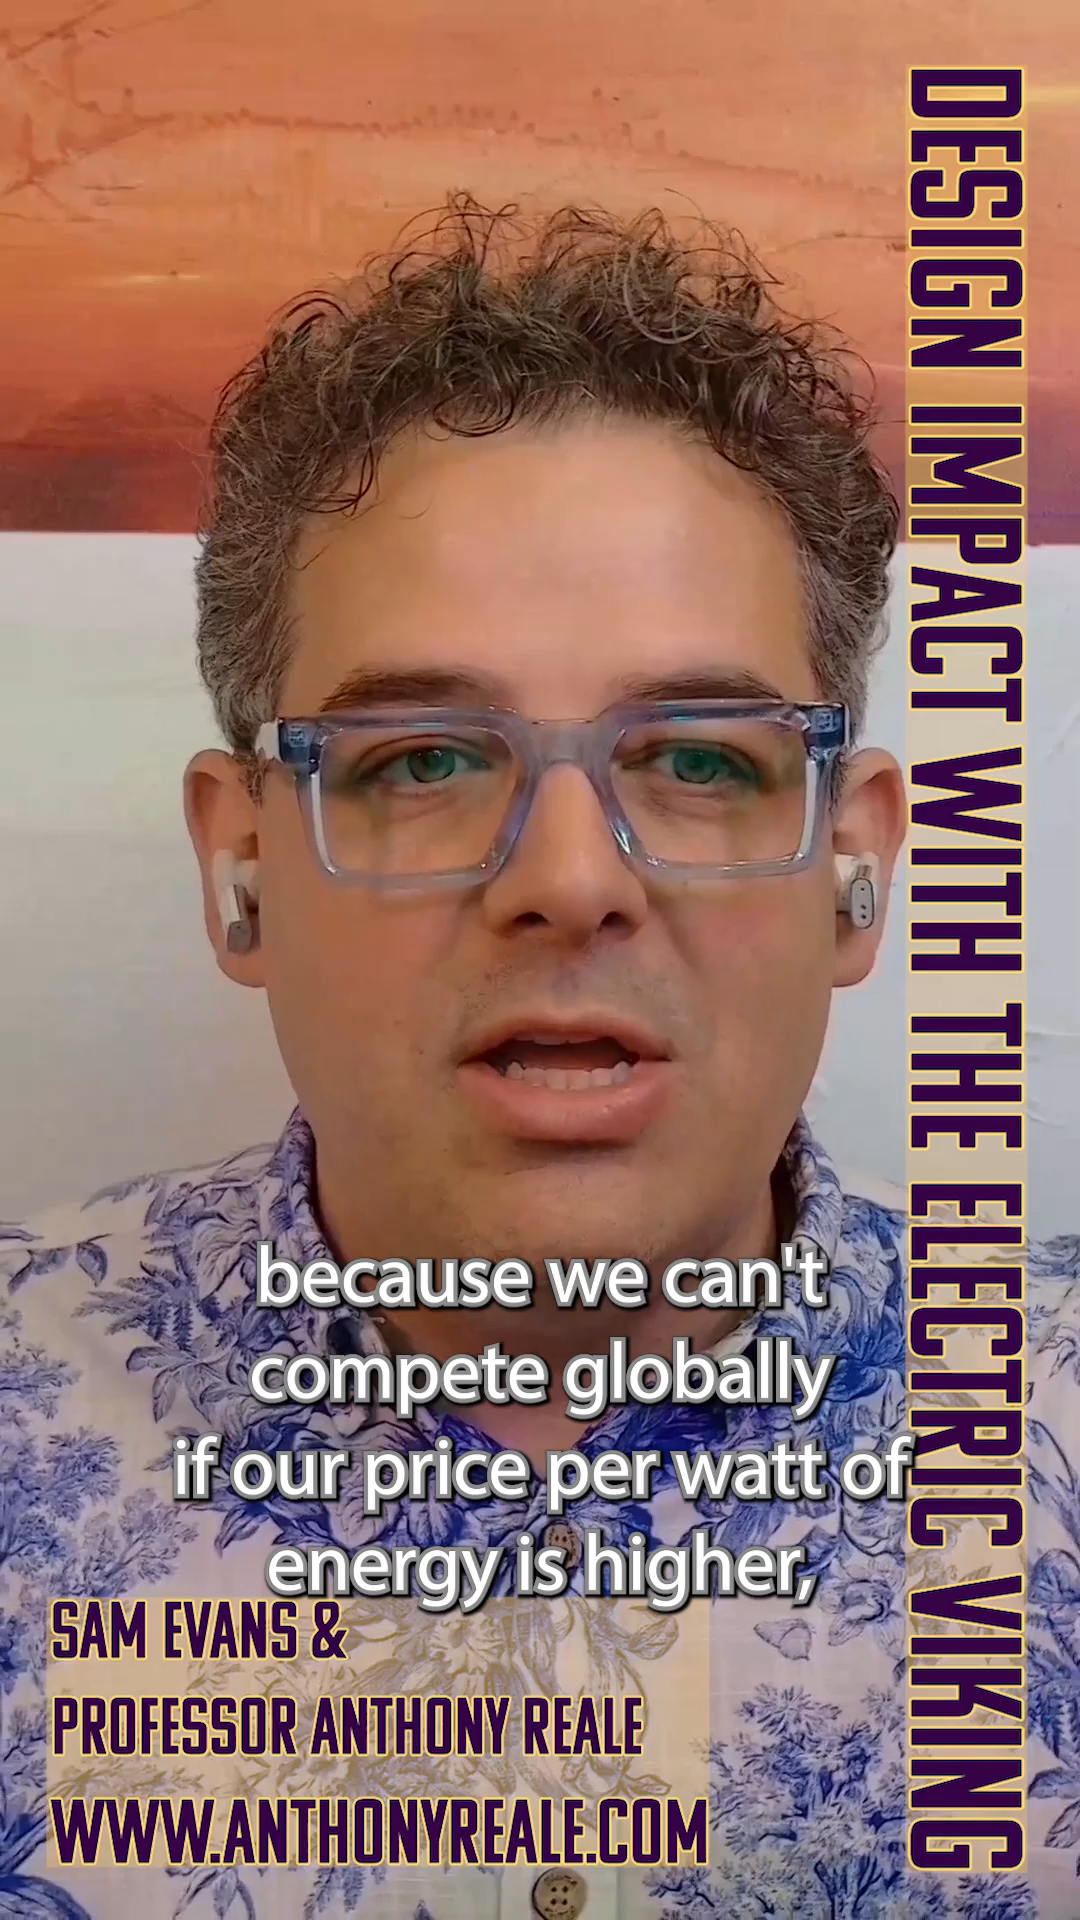 DESIGN IMPACT WITH THE ELECTRIC VIKING
because we can't
compete globally
if our price per watt of
energy is higher,
SAM EVANS &
PROFESSOR ANTHONY REALE
WWW.ANTHONYREALE.COM